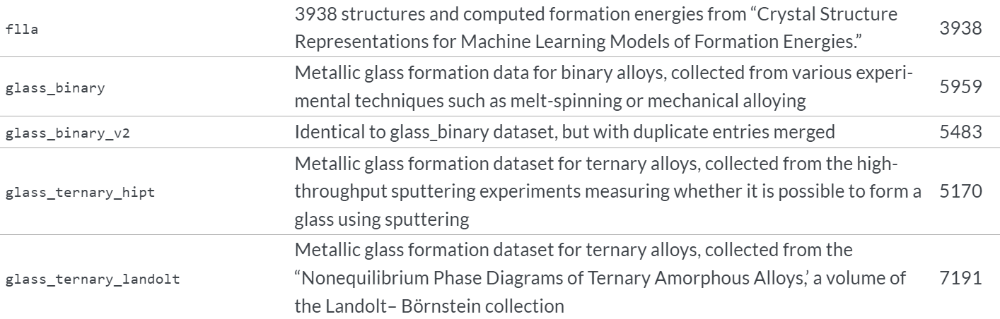 flla
3938 structures and computed formation energies from “Crystal Structure
Representations for Machine Learning Models of Formation Energies.”
3938
glass_binary
Metallic glass formation data for binary alloys, collected from various experi-
mental techniques such as melt-spinning or mechanical alloying
5959
glass_binary_v2
Identical to glass_binary dataset, but with duplicate entries merged
5483
glass_ternary_hipt
Metallic glass formation dataset for ternary alloys, collected from the high-
throughput sputtering experiments measuring whether it is possible to form a
glass using sputtering
5170
glass_ternary_landolt
Metallic glass formation dataset for ternary alloys, collected from the
“Nonequilibrium Phase Diagrams of Ternary Amorphous Alloys,’ a volume of
the Landolt– Börnstein collection
7191